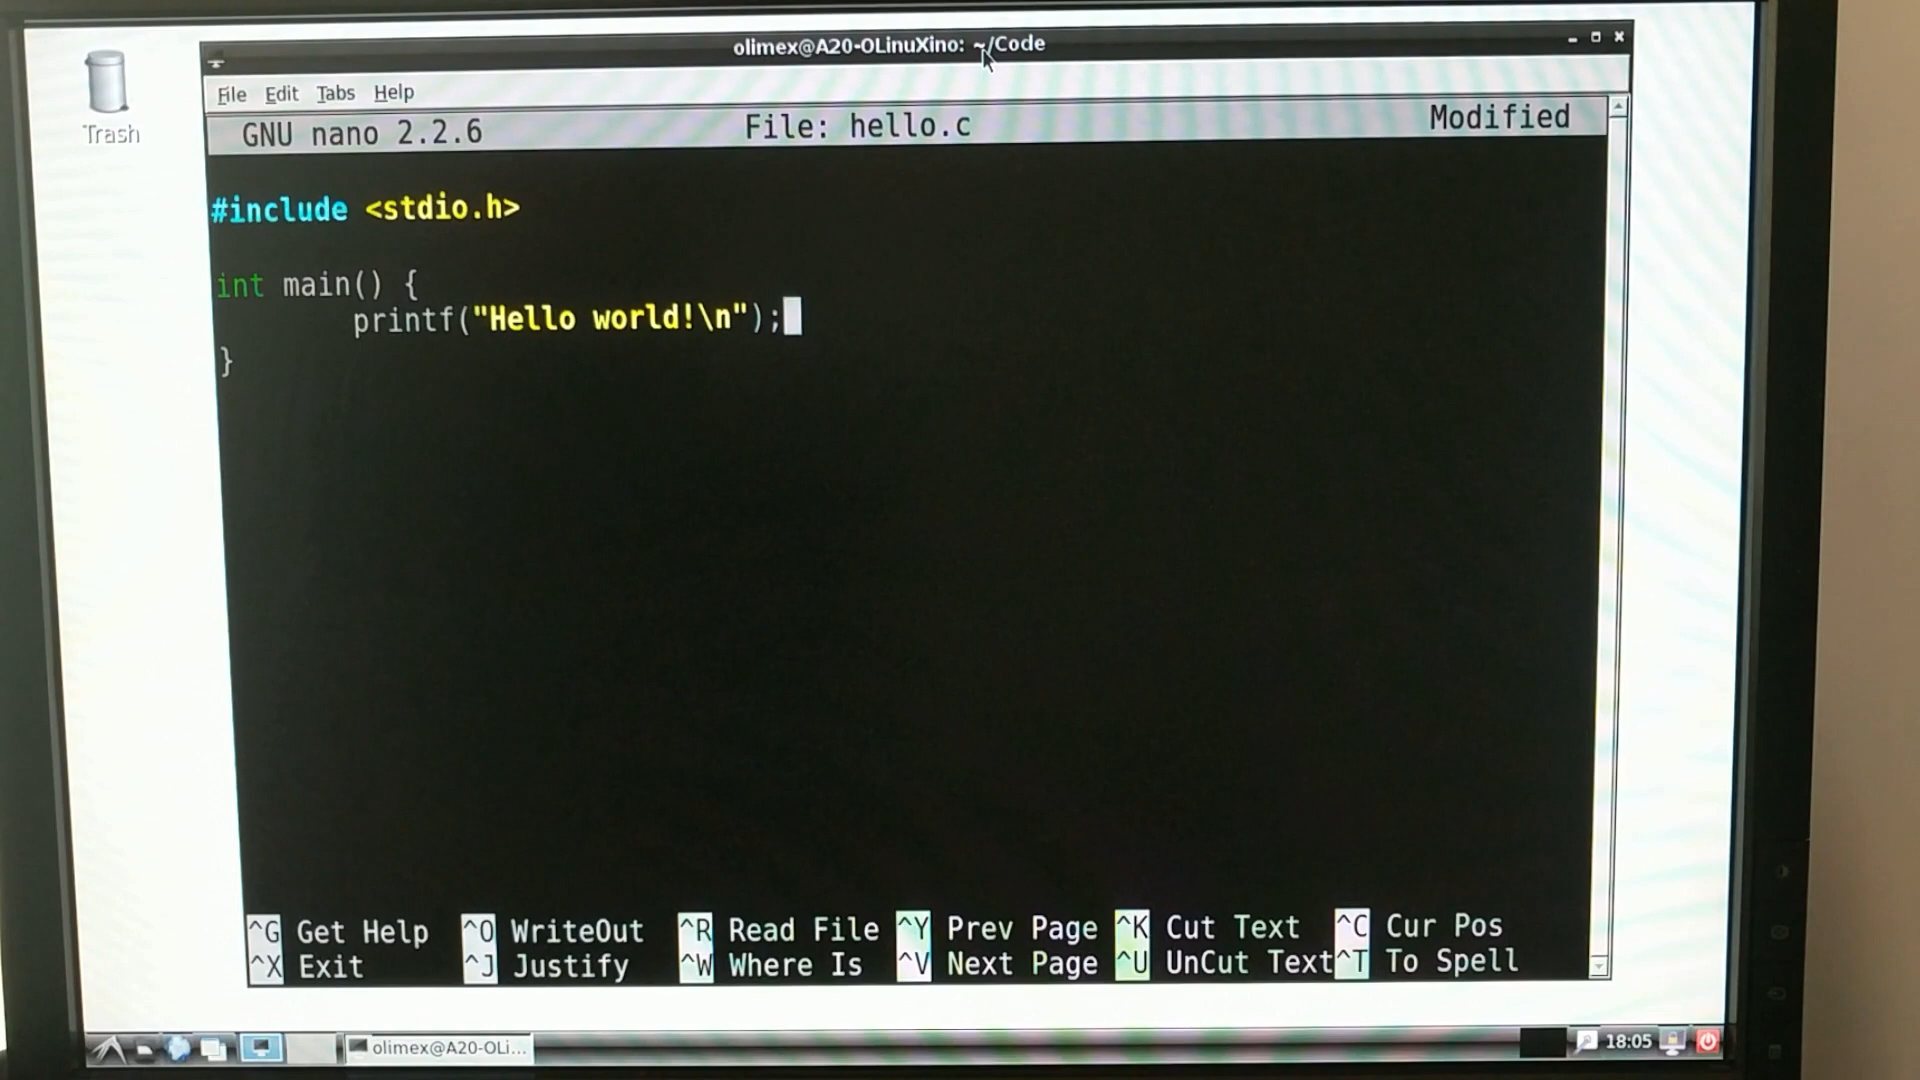 olimex@A20-OLinuXino: ~/Code
Trash
File Edit Tabs Help
GNU nano 2.2.6 File: hello.c Modified
#include <stdio.h>
int main() {
printf("Hello world!\n");
}
^G Get Help ^O WriteOut ^R Read File ^Y Prev Page ^K Cut Text ^C Cur Pos
^X Exit ^J Justify ^W Where Is ^V Next Page ^U UnCut Text ^T To Spell
olimex@A20-OLi... 18:05